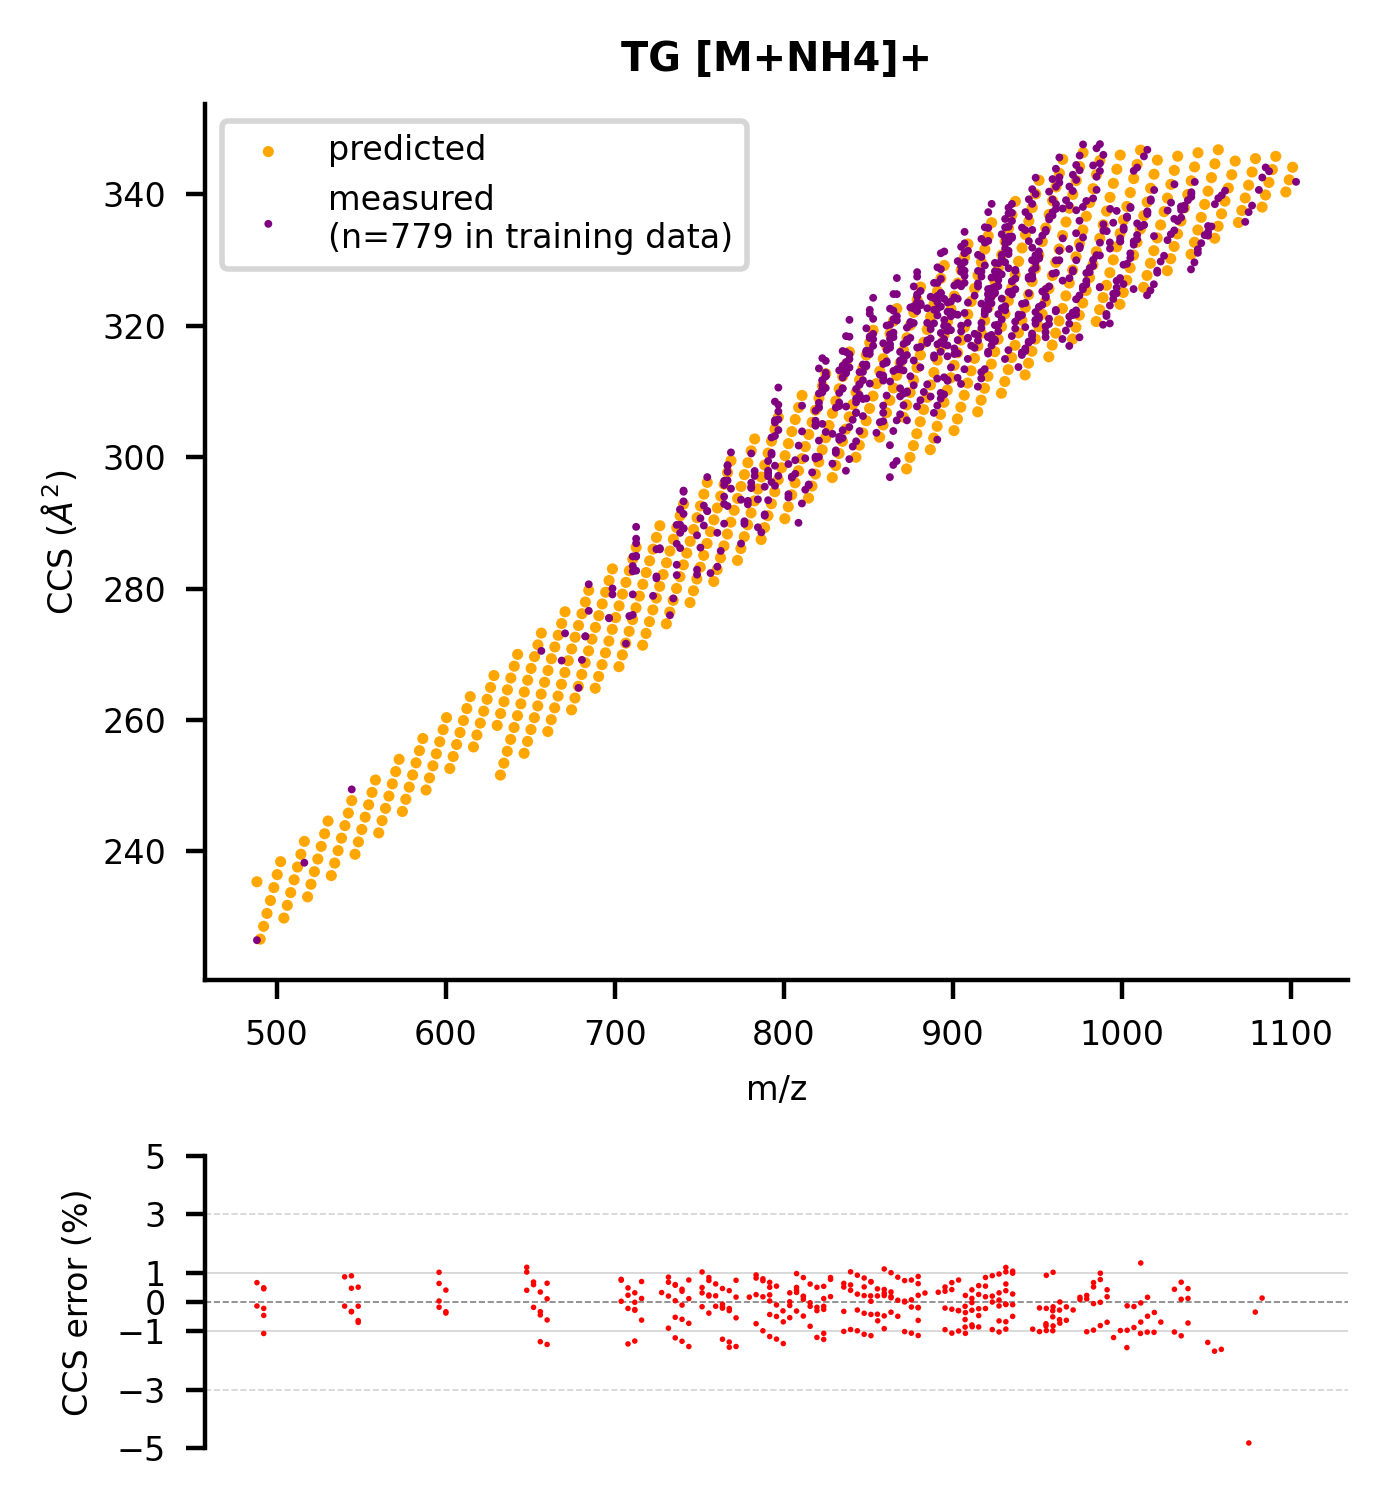 TG [M+NH4]+
predicted
measured
(n=779 in training data)
CCS (Å²)
340
320
300
280
260
240
500 600 700 800 900 1000 1100
m/z
CCS error (%)
5
3
1
0
−1
−3
−5